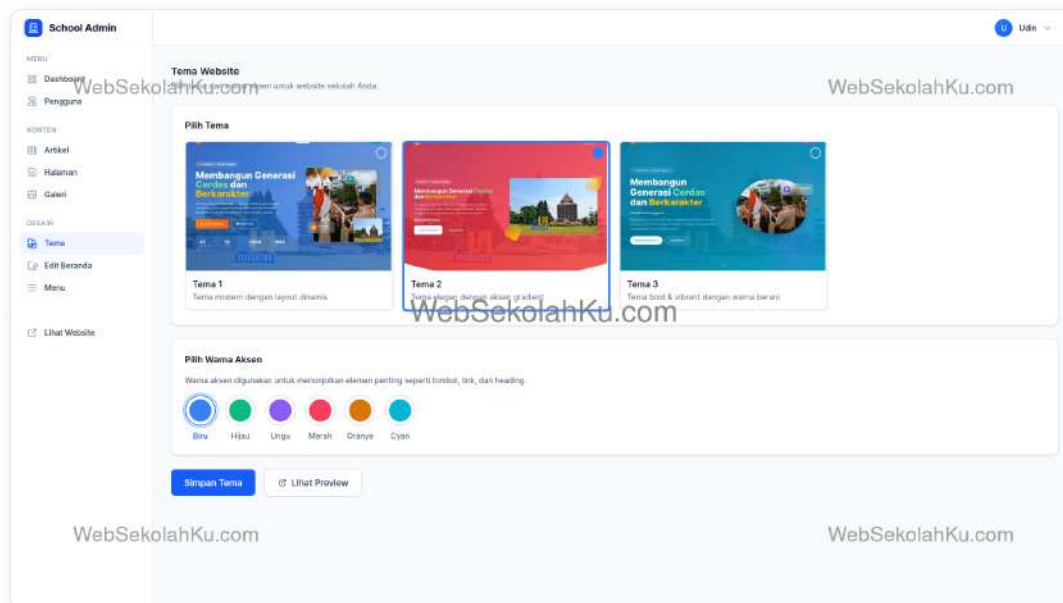 School Admin
U Udin
MENU
Dashboard
Pengguna
KONTEN
Artikel
Halaman
Galeri
DESAIN
Tema
Edit Beranda
Menu
Lihat Website
Tema Website
untuk website sekolah Anda.
WebSekolahKu.com
WebSekolahKu.com
Pilih Tema
Membangun Generasi
Cerdas dan
Berkarakter
Membangun Generasi Cerdas
dan Berkarakter
Membangun
Generasi Cerdas
dan Berkarakter
Tema 1
Tema modern dengan layout dinamis
Tema 2
Tema elegan dengan aksen gradient
Tema 3
Tema bold & vibrant dengan warna berani
WebSekolahKu.com
Pilih Warna Aksen
Warna aksen digunakan untuk menonjolkan elemen penting seperti tombol, link, dan heading.
Biru
Hijau
Ungu
Merah
Oranye
Cyan
Simpan Tema
Lihat Preview
WebSekolahKu.com
WebSekolahKu.com